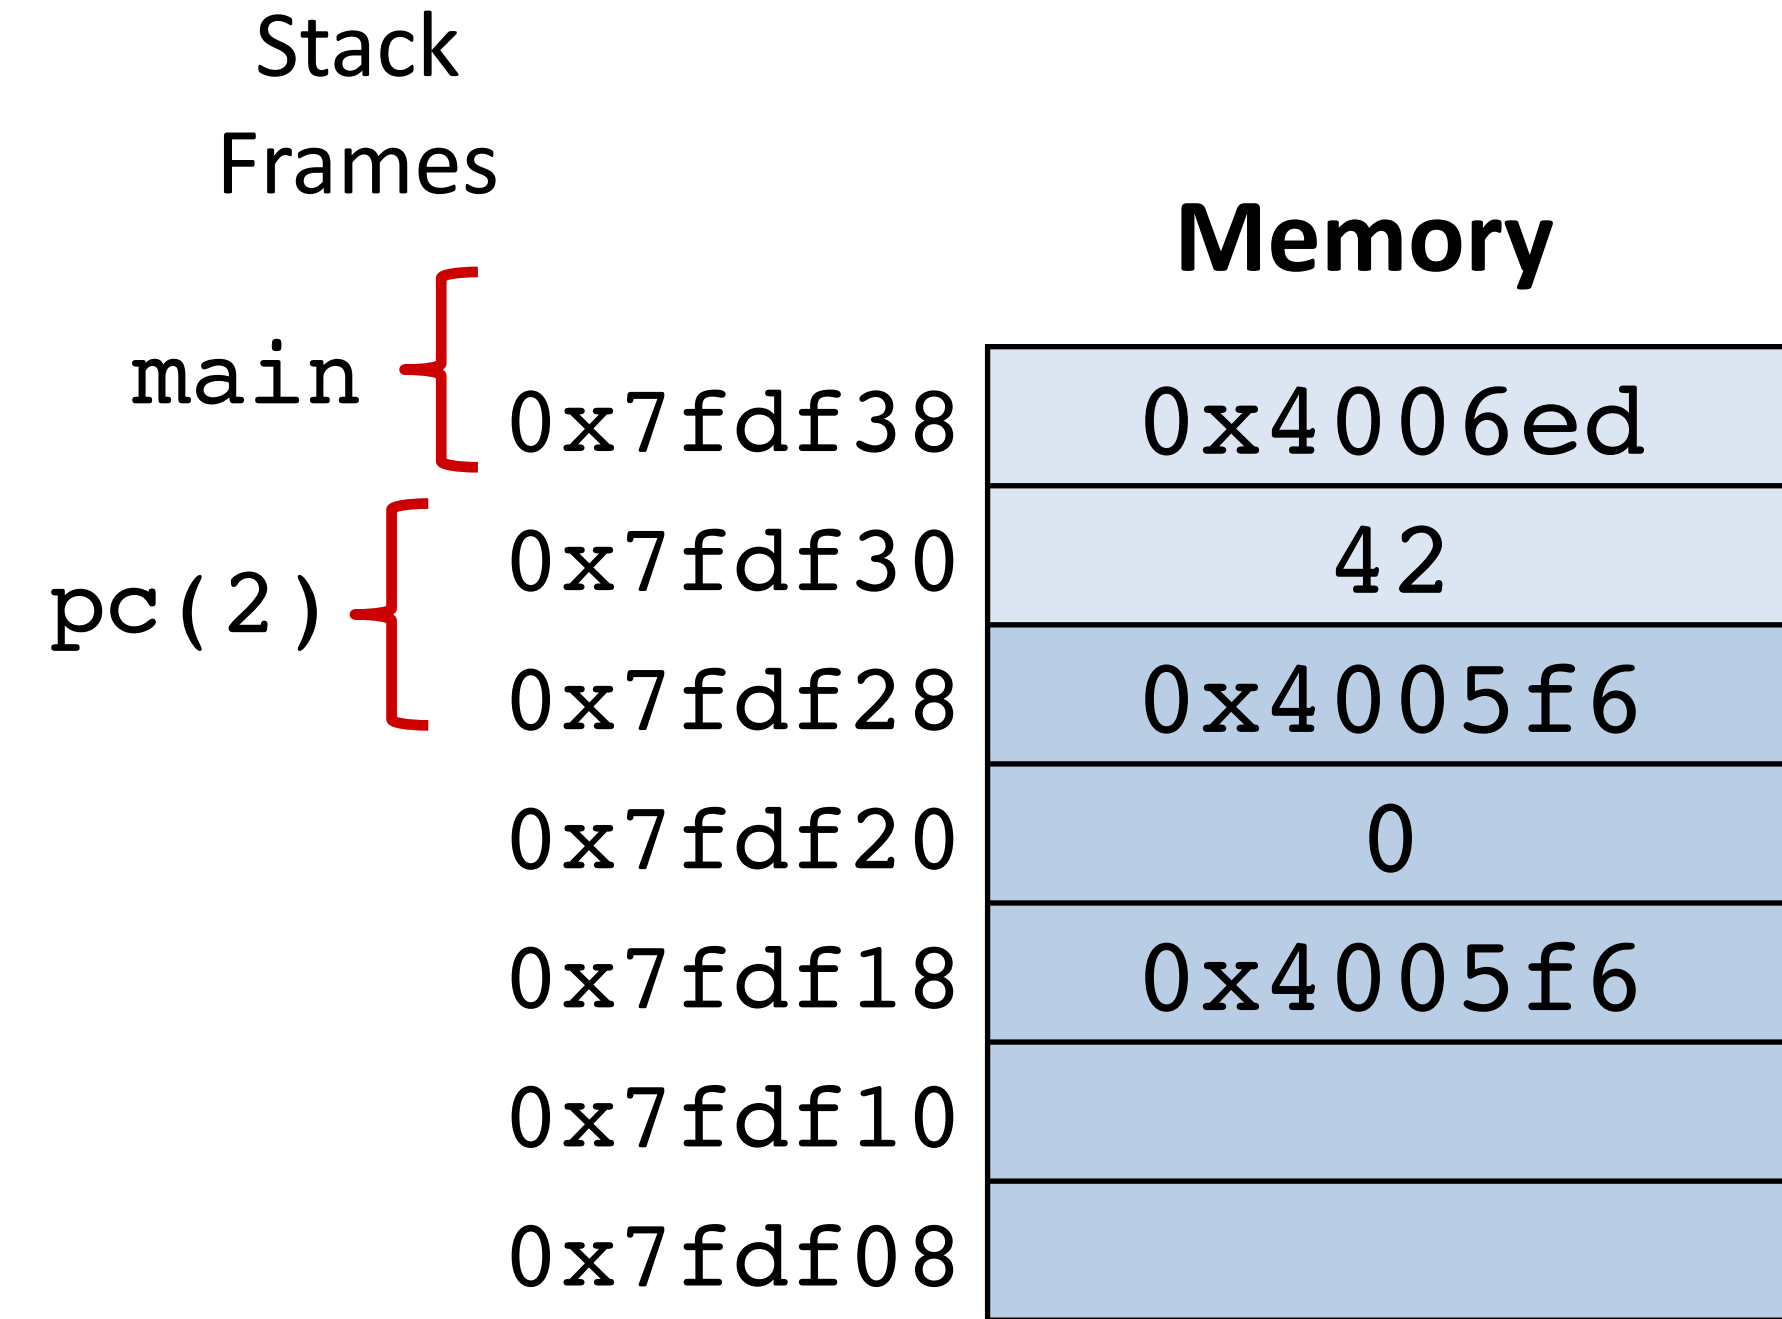 Stack
Frames
Memory
main
0x7fdf38 0x4006ed
0x7fdf30 42
pc(2)
0x7fdf28 0x4005f6
0x7fdf20 0
0x7fdf18 0x4005f6
0x7fdf10
0x7fdf08